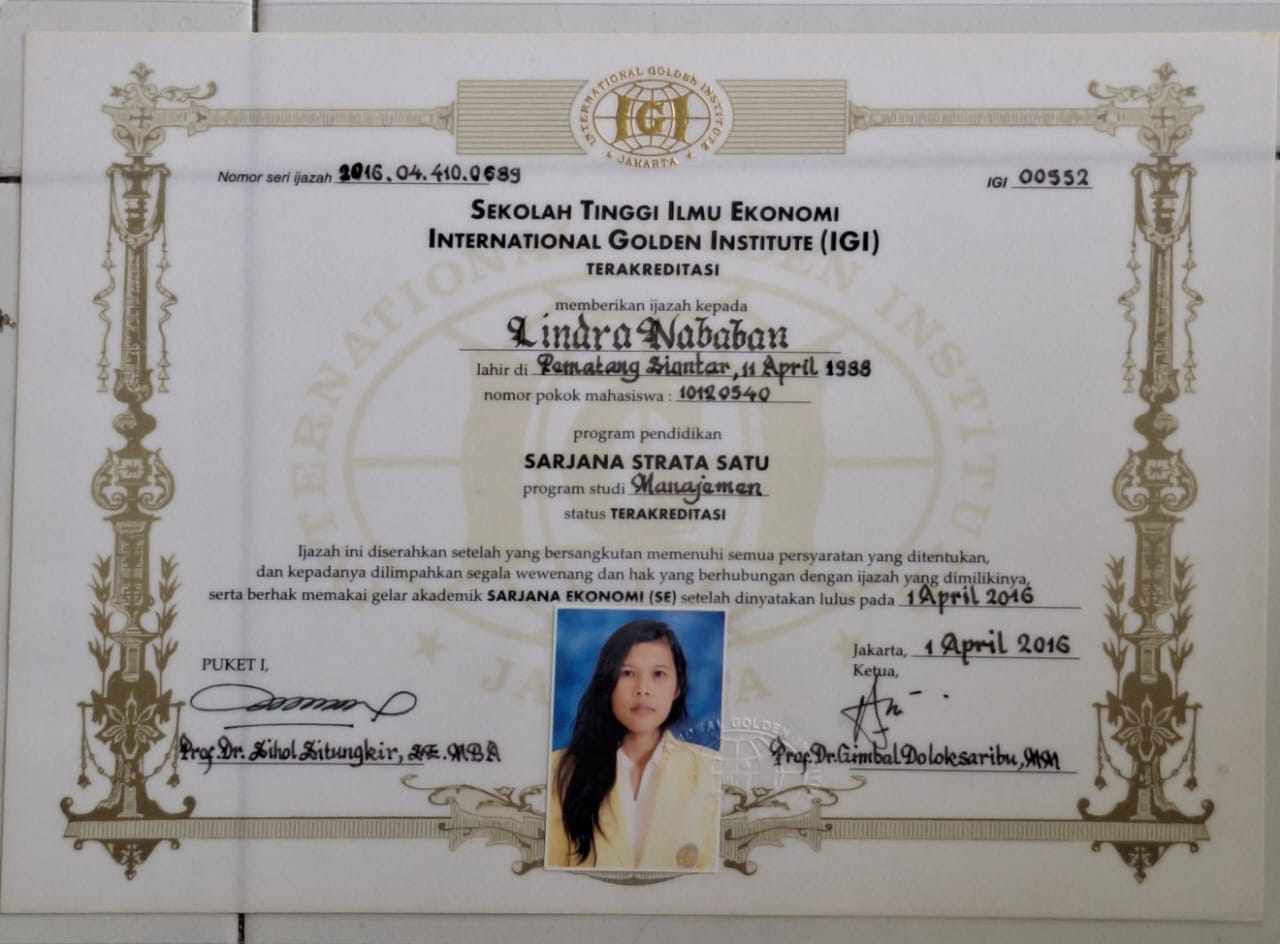 INTERNATIONAL GOLDEN INSTITUTE
IGI
JAKARTA
Nomor seri ijazah 2016.04.410.0689
IGI 00552
SEKOLAH TINGGI ILMU EKONOMI
INTERNATIONAL GOLDEN INSTITUTE (IGI)
TERAKREDITASI
memberikan ijazah kepada
Lindra Nababan
lahir di Pematang Siantar, 11 April 1988
nomor pokok mahasiswa : 10120540
program pendidikan
SARJANA STRATA SATU
program studi Manajemen
status TERAKREDITASI
Ijazah ini diserahkan setelah yang bersangkutan memenuhi semua persyaratan yang ditentukan,
dan kepadanya dilimpahkan segala wewenang dan hak yang berhubungan dengan ijazah yang dimilikinya,
serta berhak memakai gelar akademik SARJANA EKONOMI (SE) setelah dinyatakan lulus pada 1 April 2016
Jakarta, 1 April 2016
PUKET I,
Ketua,
Prof. Dr. Sihol Situngkir, SE. MBA
Prof. Dr. Gimbal Doloksaribu, MM